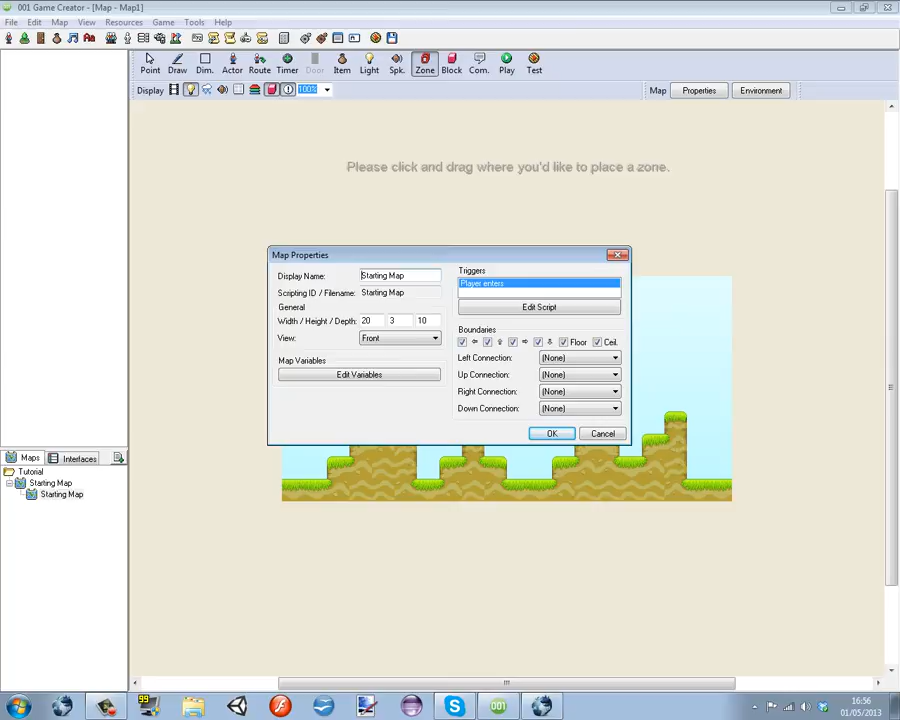 001 Game Creator - [Map - Map1]
File Edit Map View Resources Game Tools Help
Point Draw Dim. Actor Route Timer Door Item Light Spk. Zone Block Com. Play Test
Display 100% Map Properties Environment
Please click and drag where you'd like to place a zone.
Map Properties
Display Name: Starting Map
Scripting ID / Filename: Starting Map
General
Width / Height / Depth: 20 3 10
View: Front
Map Variables
Edit Variables
Triggers
Player enters
Edit Script
Boundaries
Floor Ceil.
Left Connection: (None)
Up Connection: (None)
Right Connection: (None)
Down Connection: (None)
OK Cancel
Maps Interfaces
Tutorial
Starting Map
Starting Map
99
001
16:56
01/05/2013